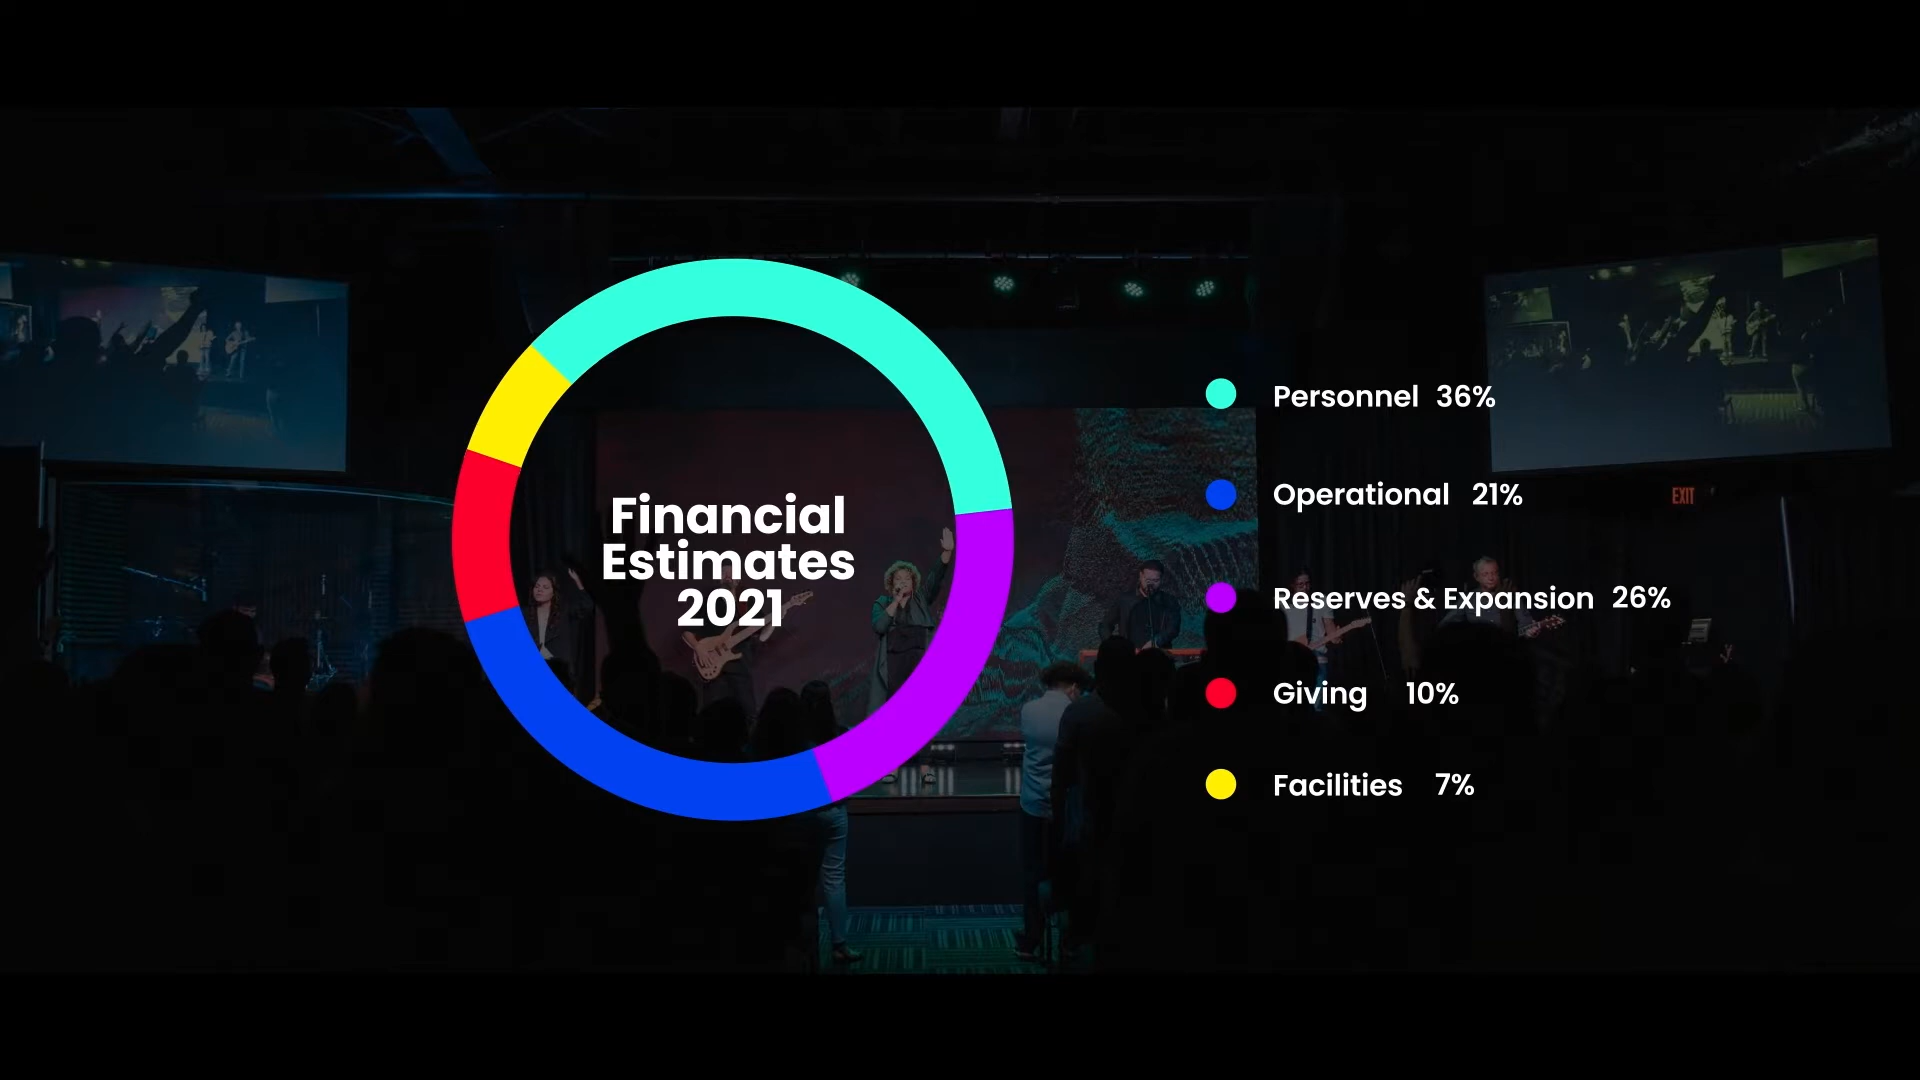 Financial
Estimates
2021
Personnel 36%
Operational 21%
Reserves & Expansion 26%
Giving 10%
Facilities 7%
EXIT